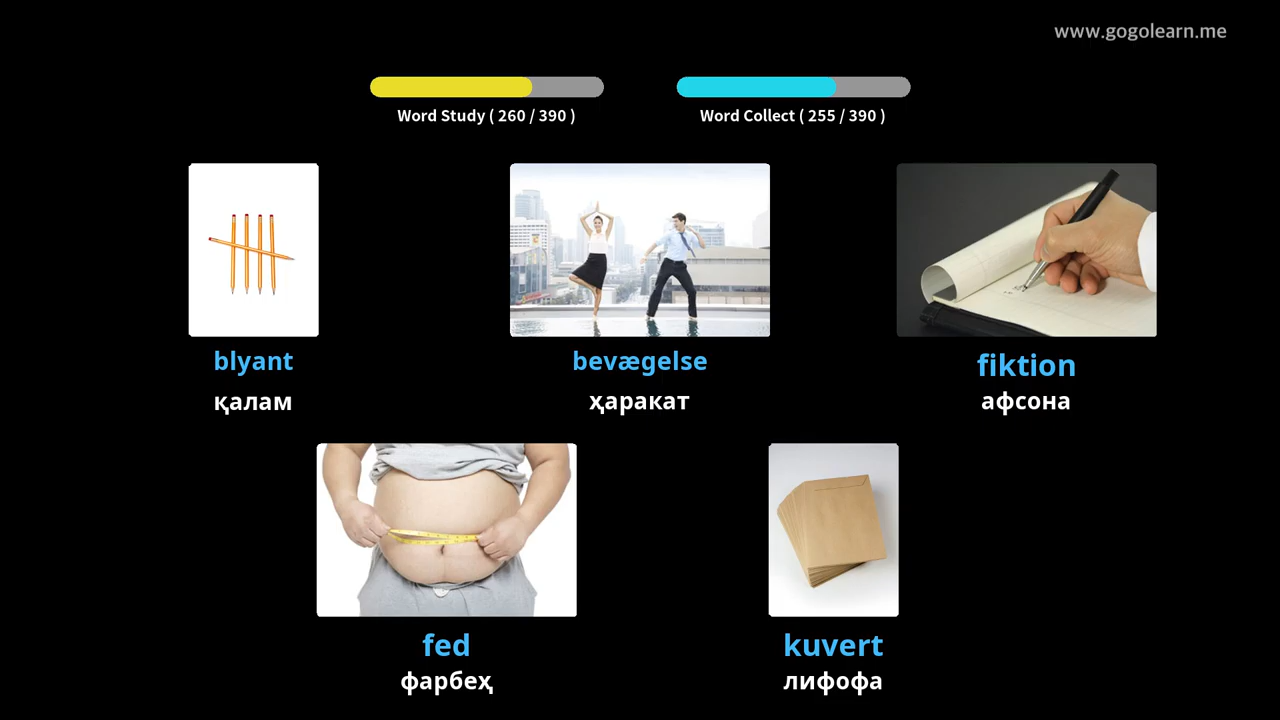 www.gogolearn.me
Word Study ( 260 / 390 )
Word Collect ( 255 / 390 )
blyant
bevægelse
fiktion
қалам
ҳаракат
афсона
fed
kuvert
фарбеҳ
лифофа